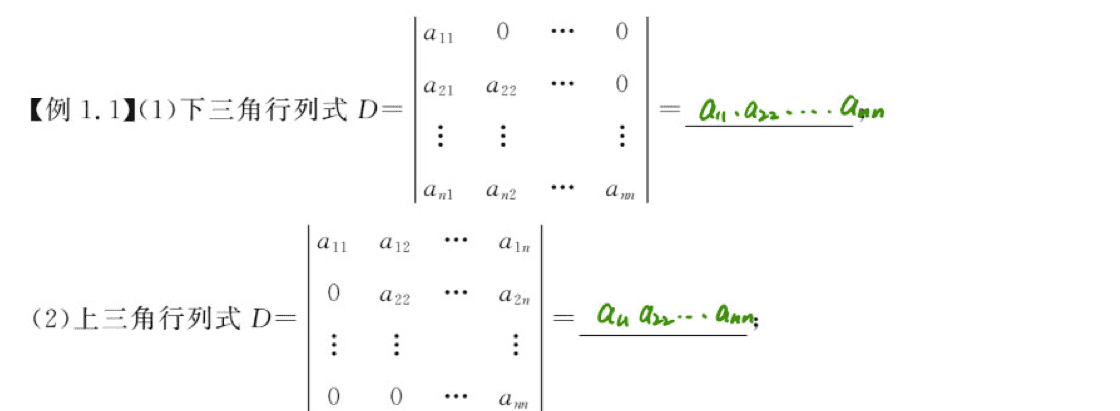 a₁₁ 0 ⋯ 0
a₂₁ a₂₂ ⋯ 0
【例 1.1】(1)下三角行列式 D= = a₁₁·a₂₂·⋯·aₙₙ,
⋮ ⋮ ⋮
aₙ₁ aₙ₂ ⋯ aₙₙ
a₁₁ a₁₂ ⋯ a₁ₙ
0 a₂₂ ⋯ a₂ₙ
(2)上三角行列式 D= = a₁₁ a₂₂⋯aₙₙ;
⋮ ⋮ ⋮
0 0 ⋯ aₙₙ